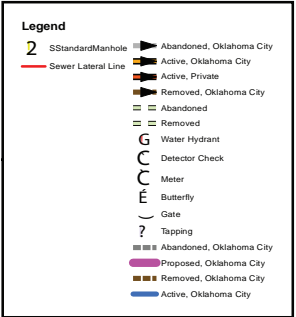 Legend
2 SStandardManhole
Sewer Lateral Line
Abandoned, Oklahoma City
Active, Oklahoma City
Active, Private
Removed, Oklahoma City
Abandoned
Removed
G Water Hydrant
C Detector Check
Ċ Meter
É Butterfly
Gate
? Tapping
Abandoned, Oklahoma City
Proposed, Oklahoma City
Removed, Oklahoma City
Active, Oklahoma City